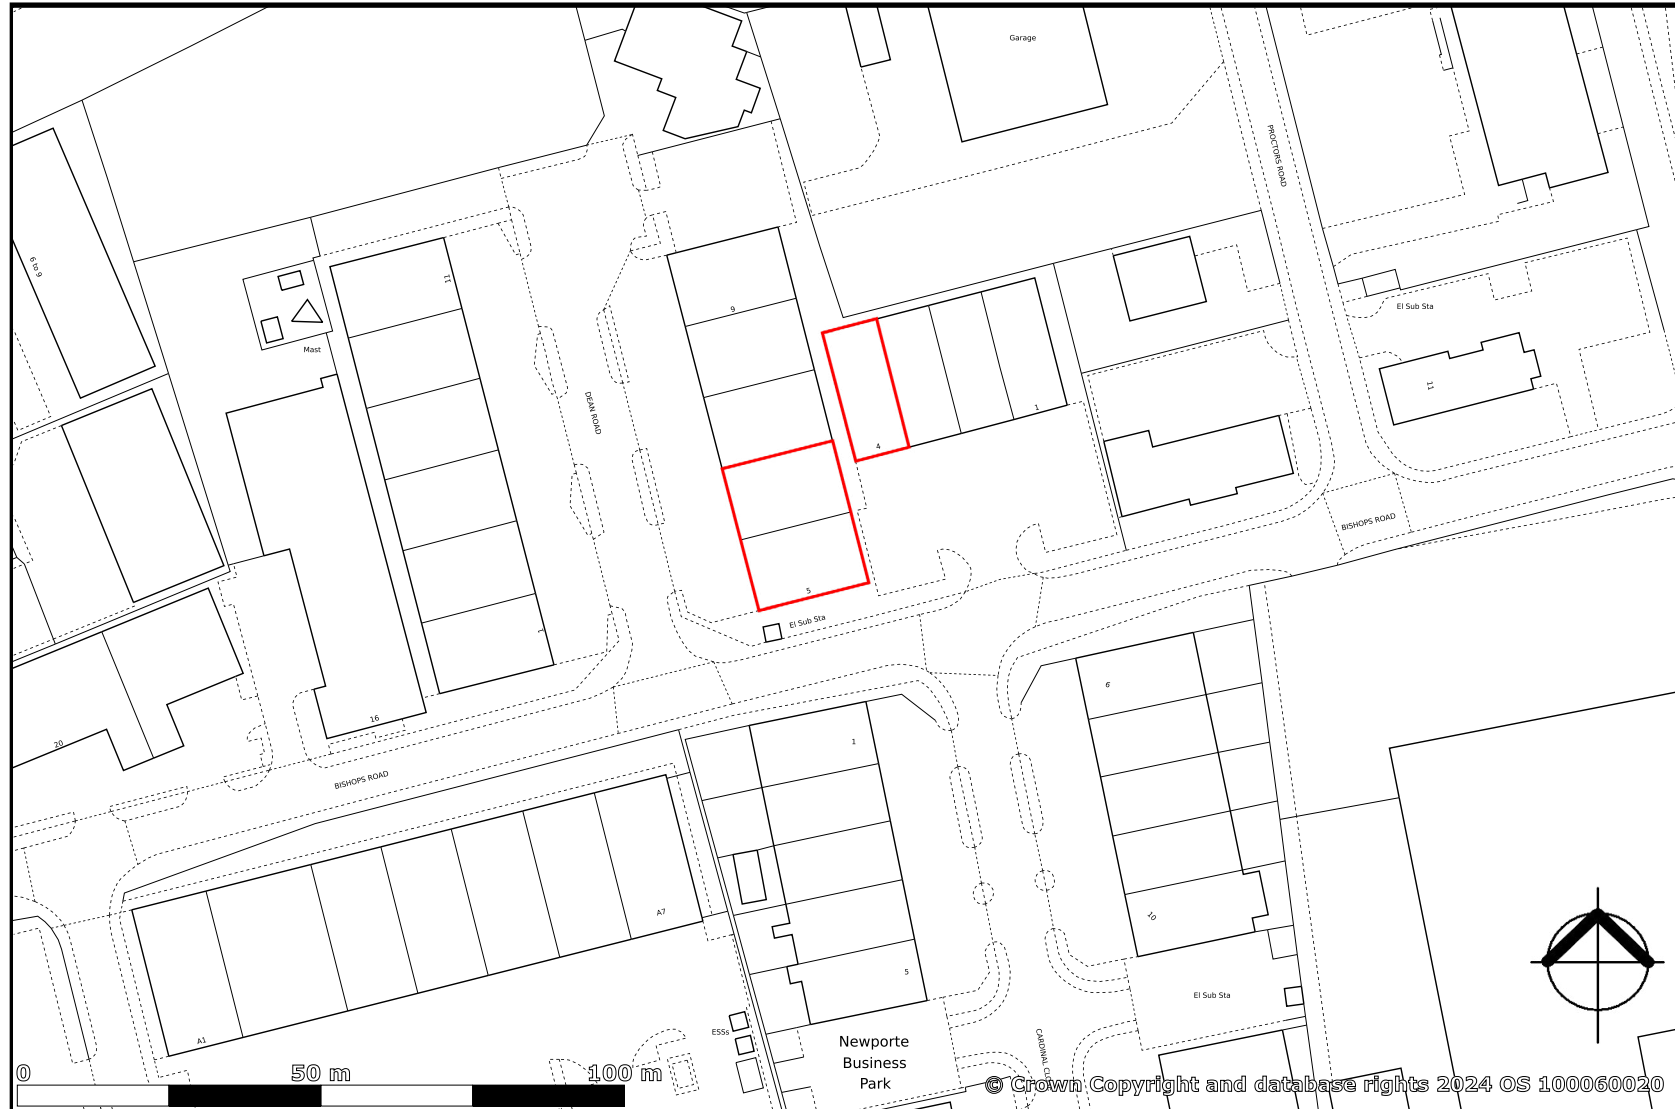 Garage
PROCTORS ROAD
6 to 9
11
El Sub Sta
9
Mast
11
DEAN ROAD
1
4
BISHOPS ROAD
5
El Sub Sta
1
6
16
20
1
BISHOPS ROAD
A7
10
5
El Sub Sta
ESSs
A1
Newporte
Business
Park
CARDINAL CL
0 50 m 100 m
© Crown Copyright and database rights 2024 OS 100060020